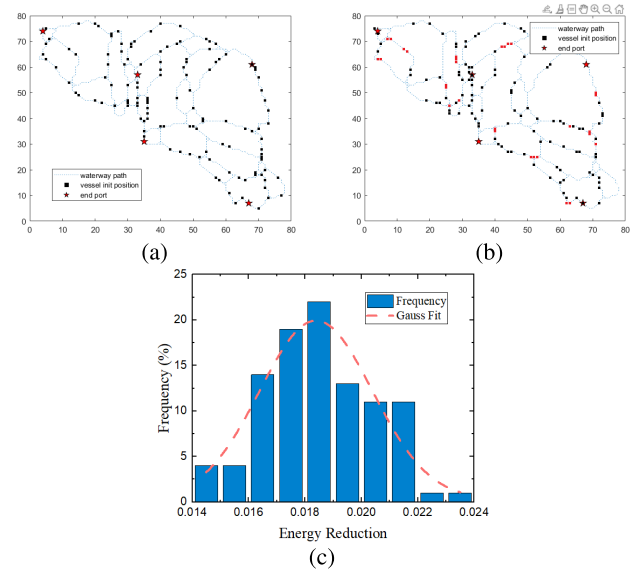 80
70
60
50
40
30
20
10
0
waterway path
vessel init position
end port
0 10 20 30 40 50 60 70 80
(a)
80
70
60
50
40
30
20
10
0
waterway path
vessel init position
end port
0 10 20 30 40 50 60 70 80
(b)
25
20
15
10
5
0
Frequency (%)
Frequency
Gauss Fit
0.014 0.016 0.018 0.020 0.022 0.024
Energy Reduction
(c)